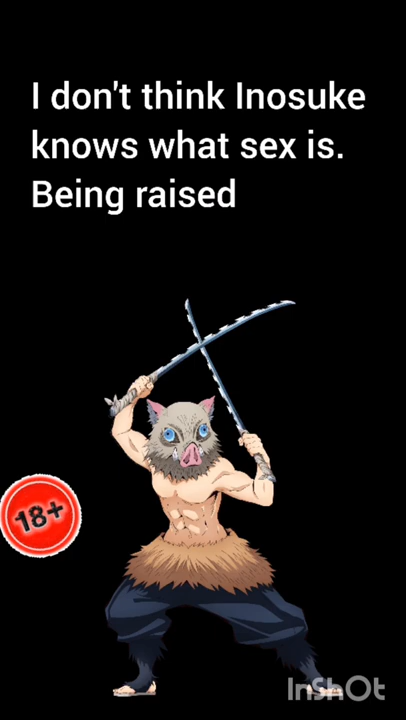 I don't think Inosuke
knows what sex is.
Being raised
18+
InShOt